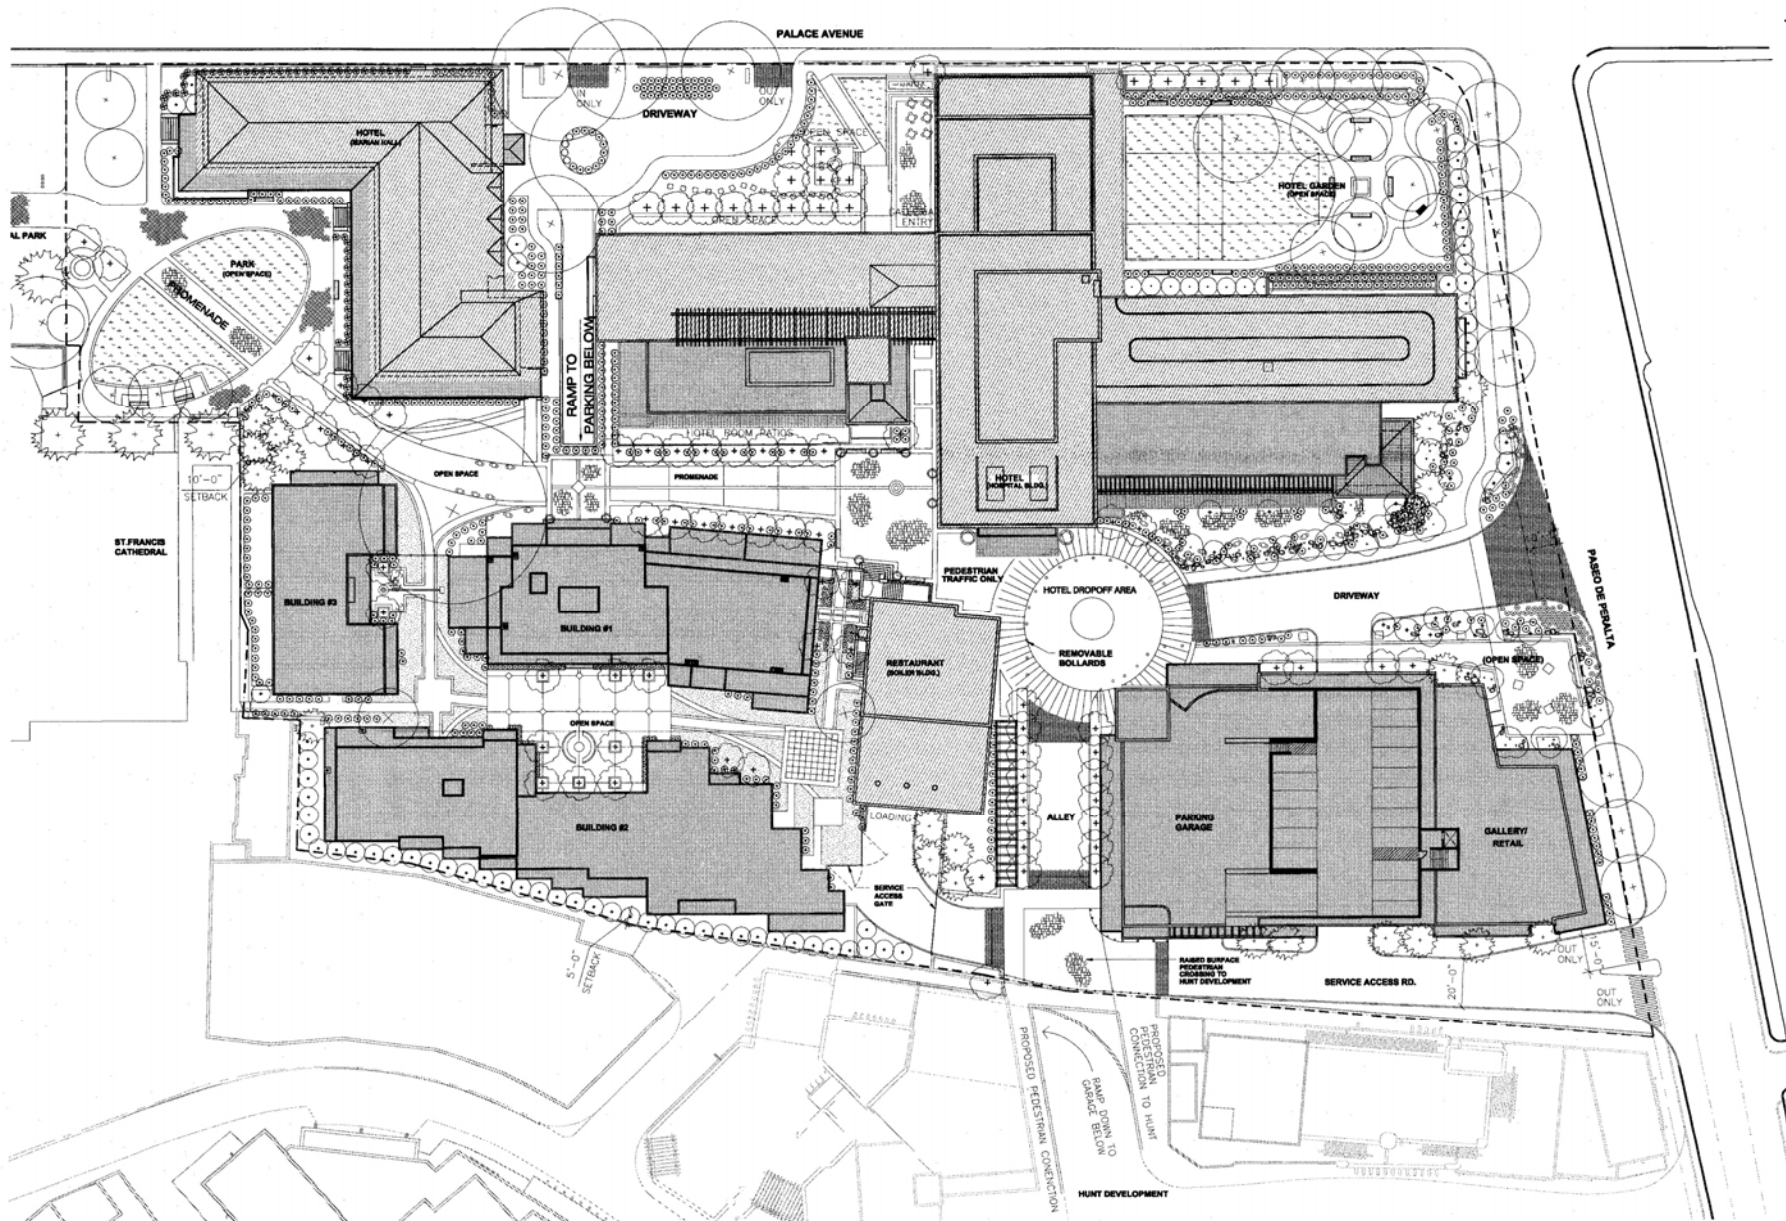 PALACE AVENUE
IN
ONLY
OUT
ONLY
DRIVEWAY
HOTEL
(MARIAN HALL)
OPEN SPACE
HOTEL GARDEN
(OPEN SPACE)
OPEN SPACE
ENTRY
AL PARK
PARK
(OPEN SPACE)
PROMENADE
RAMP TO
PARKING BELOW
HOTEL ROOM PATIOS
OPEN SPACE
PROMENADE
HOTEL
(HOSPITAL BLDG.)
10'-0"
SETBACK
ST.FRANCIS
CATHEDRAL
PEDESTRIAN
TRAFFIC ONLY
HOTEL DROPOFF AREA
DRIVEWAY
PASEO DE PERALTA
BUILDING #3
BUILDING #1
RESTAURANT
(BOILER BLDG.)
REMOVABLE
BOLLARDS
(OPEN SPACE)
OPEN SPACE
BUILDING #2
LOADING
ALLEY
PARKING
GARAGE
GALLERY/
RETAIL
SERVICE
ACCESS
GATE
5'-0"
SETBACK
RAISED SURFACE
PEDESTRIAN
CROSSING TO
HUNT DEVELOPMENT
SERVICE ACCESS RD.
20'-0"
OUT
ONLY
15'-0"
OUT
ONLY
PROPOSED PEDESTRIAN CONENCTION
RAMP DOWN TO
GARAGE BELOW
PROPOSED
PEDESTRIAN
CONNECTION TO HUNT
HUNT DEVELOPMENT